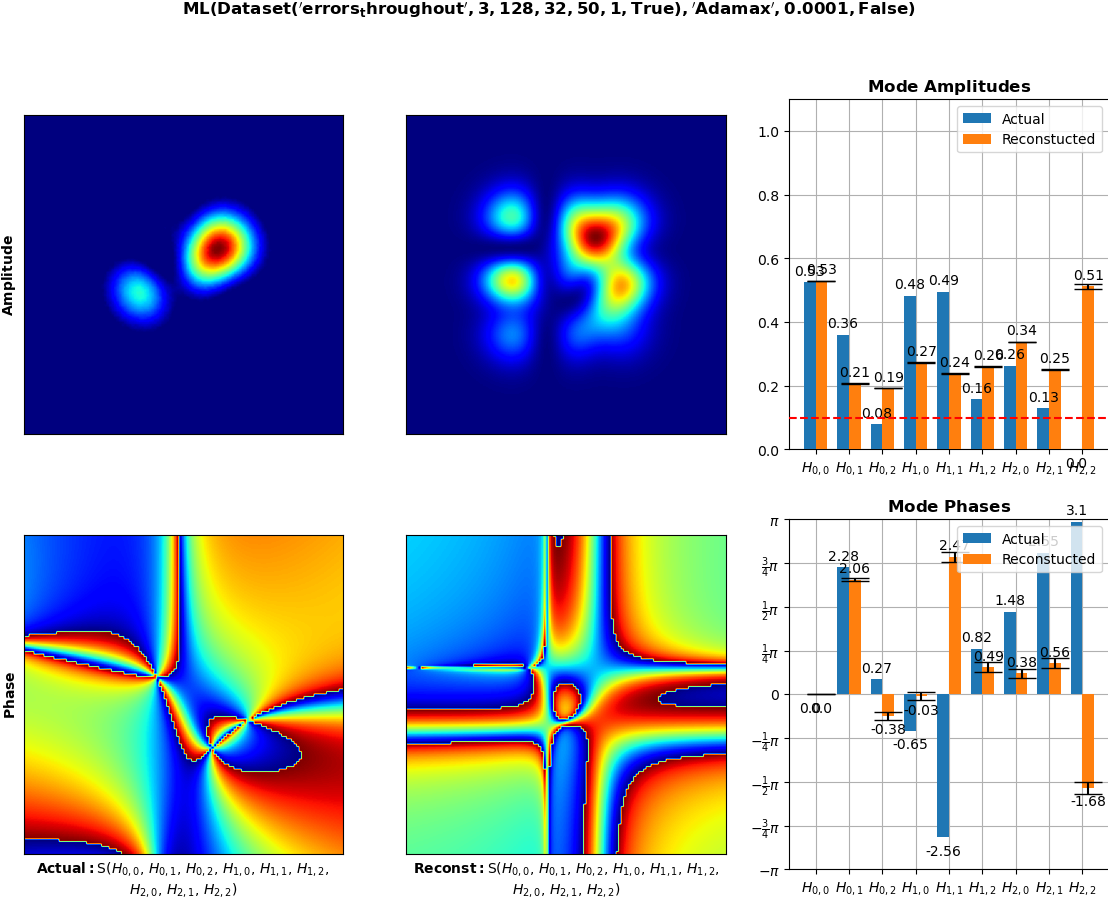 ML(Dataset('errors_throughout', 3, 128, 32, 50, 1, True), 'Adamax', 0.0001, False)
Amplitude
Mode Amplitudes
Actual
Reconstucted
1.0
0.8
0.6
0.4
0.2
0.0
0.53 0.53 0.36 0.21 0.08 0.19 0.48 0.27 0.49 0.24 0.16 0.26 0.26 0.34 0.13 0.25 0.0 0.51
H0,0 H0,1 H0,2 H1,0 H1,1 H1,2 H2,0 H2,1 H2,2
Phase
Mode Phases
Actual
Reconstucted
π
3/4π
1/2π
1/4π
0
−1/4π
−1/2π
−3/4π
−π
0.0 0.0 2.28 2.06 0.27 -0.38 -0.65 -0.03 -2.56 0.82 0.49 1.48 0.38 0.56 3.1 -1.68
H0,0 H0,1 H0,2 H1,0 H1,1 H1,2 H2,0 H2,1 H2,2
Actual: S(H0,0, H0,1, H0,2, H1,0, H1,1, H1,2,
H2,0, H2,1, H2,2)
Reconst: S(H0,0, H0,1, H0,2, H1,0, H1,1, H1,2,
H2,0, H2,1, H2,2)